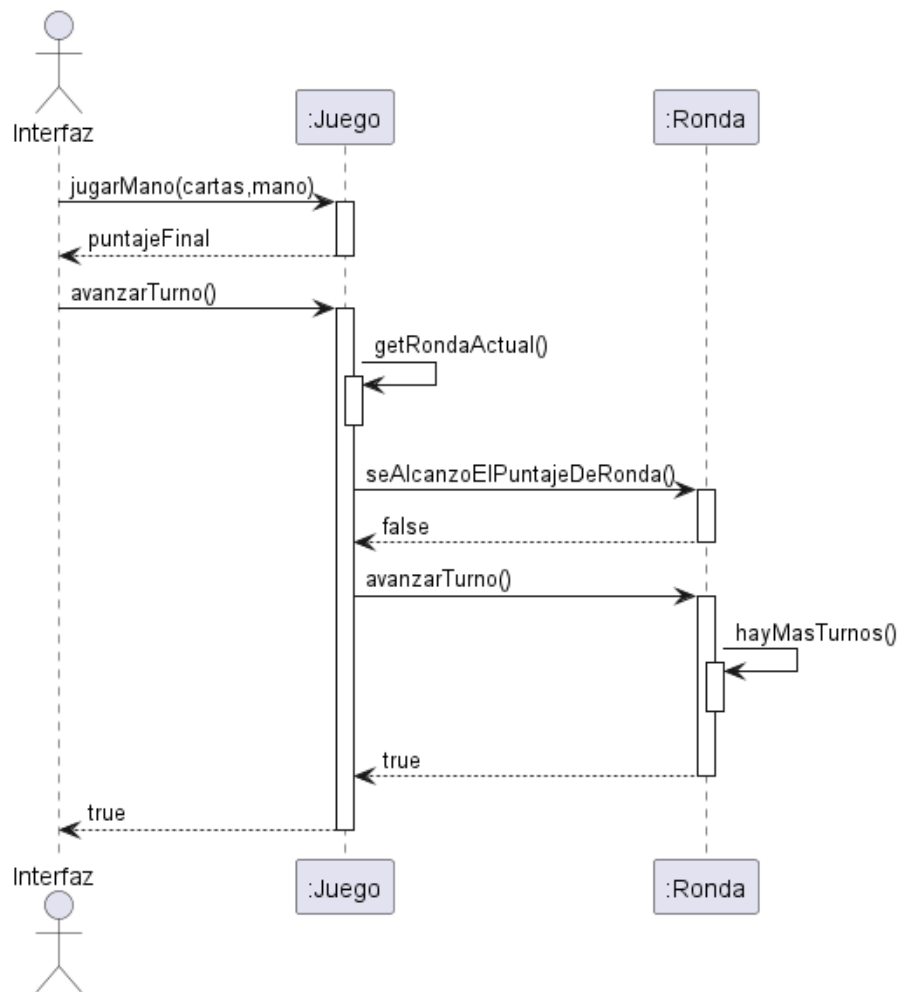 Interfaz
:Juego
:Ronda
jugarMano(cartas,mano)
puntajeFinal
avanzarTurno()
getRondaActual()
seAlcanzoElPuntajeDeRonda()
false
avanzarTurno()
hayMasTurnos()
true
true
Interfaz
:Juego
:Ronda